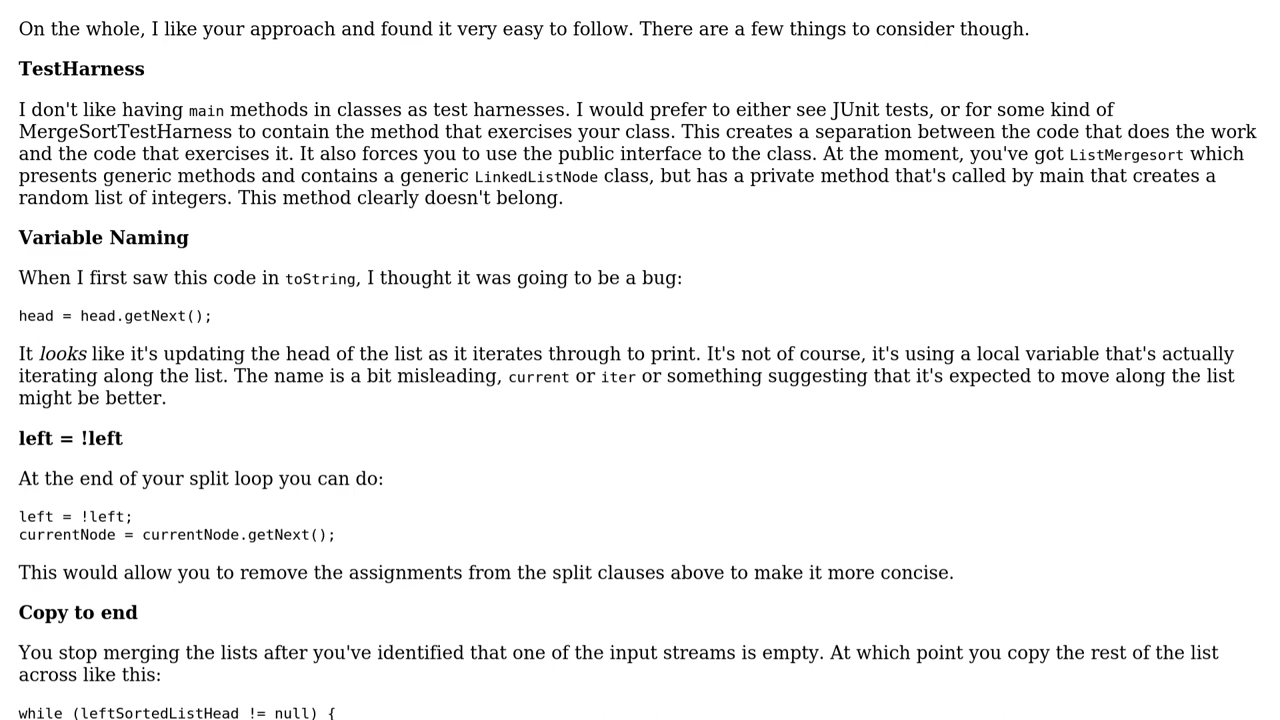 On the whole, I like your approach and found it very easy to follow. There are a few things to consider though.
TestHarness
I don't like having main methods in classes as test harnesses. I would prefer to either see JUnit tests, or for some kind of
MergeSortTestHarness to contain the method that exercises your class. This creates a separation between the code that does the work
and the code that exercises it. It also forces you to use the public interface to the class. At the moment, you've got ListMergesort which
presents generic methods and contains a generic LinkedListNode class, but has a private method that's called by main that creates a
random list of integers. This method clearly doesn't belong.
Variable Naming
When I first saw this code in toString, I thought it was going to be a bug:
head = head.getNext();
It looks like it's updating the head of the list as it iterates through to print. It's not of course, it's using a local variable that's actually
iterating along the list. The name is a bit misleading, current or iter or something suggesting that it's expected to move along the list
might be better.
left = !left
At the end of your split loop you can do:
left = !left;
currentNode = currentNode.getNext();
This would allow you to remove the assignments from the split clauses above to make it more concise.
Copy to end
You stop merging the lists after you've identified that one of the input streams is empty. At which point you copy the rest of the list
across like this:
while (leftSortedListHead != null) {